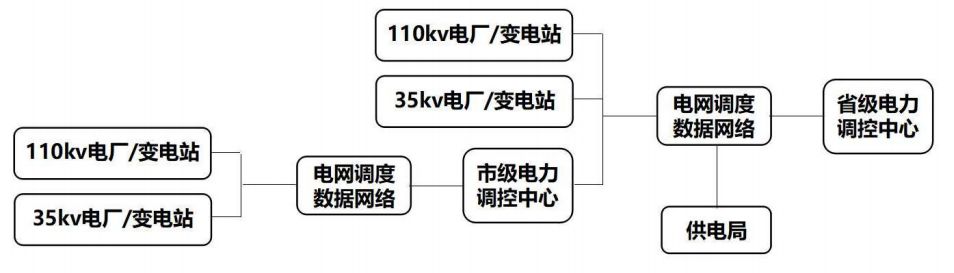 110kv电厂/变电站
35kv电厂/变电站
电网调度
数据网络
市级电力
调控中心
110kv电厂/变电站
35kv电厂/变电站
电网调度
数据网络
供电局
省级电力
调控中心